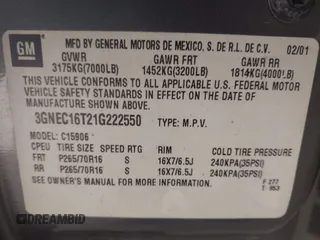 GM
MFD BY GENERAL MOTORS DE MEXICO, S. DE R.L. DE C.V. 02/01
GVWR GAWR FRT GAWR RR
3175KG(7000LB) 1452KG(3200LB) 1814KG(4000LB)
THIS VEHICLE CONFORMS TO ALL APPLICABLE U.S. FEDERAL MOTOR
VEHICLE SAFETY STANDARDS IN EFFECT ON THE DATE OF
MANUFACTURE SHOWN ABOVE.
3GNEC16T21G222550 TYPE: M.P.V.
MODEL: C15906
CPEU TIRE SIZE SPEED RTG RIM COLD TIRE PRESSURE
FRT P265/70R16 S 16X7/6.5J 240KPA(35PSI)
RR P265/70R16 S 16X7/6.5J 240KPA(35PSI)
SEE OWNER'S MANUAL FOR MORE INFORMATION.
F 277
T: 853
DREAMBID